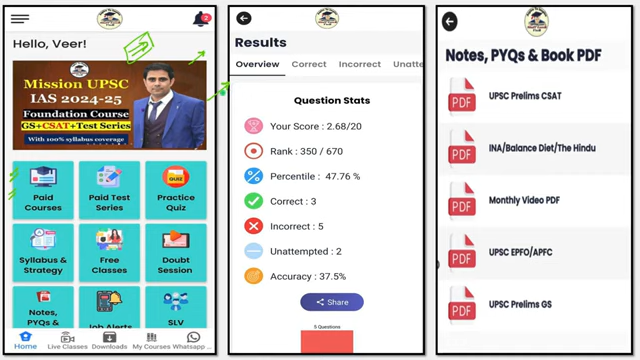 Hello, Veer!
2
Mission UPSC
IAS 2024-25
Foundation Course
GS+CSAT+Test Series
With 100% syllabus coverage
Paid
Courses
Paid Test
Series
QUIZ
Practice
Quiz
Syllabus &
Strategy
Free
Classes
Doubt
Session
Notes,
PYQs &
Job Alerts
SLV
Home
Live Classes
Downloads
My Courses
Whatsapp ...
Results
Overview
Correct
Incorrect
Unatte
Question Stats
Your Score : 2.68/20
Rank : 350 / 670
Percentile : 47.76 %
Correct : 3
Incorrect : 5
Unattempted : 2
Accuracy : 37.5%
Share
5 Questions
Notes, PYQs & Book PDF
PDF
UPSC Prelims CSAT
PDF
INA/Balance Diet/The Hindu
PDF
Monthly Video PDF
PDF
UPSC EPFO/APFC
PDF
UPSC Prelims GS